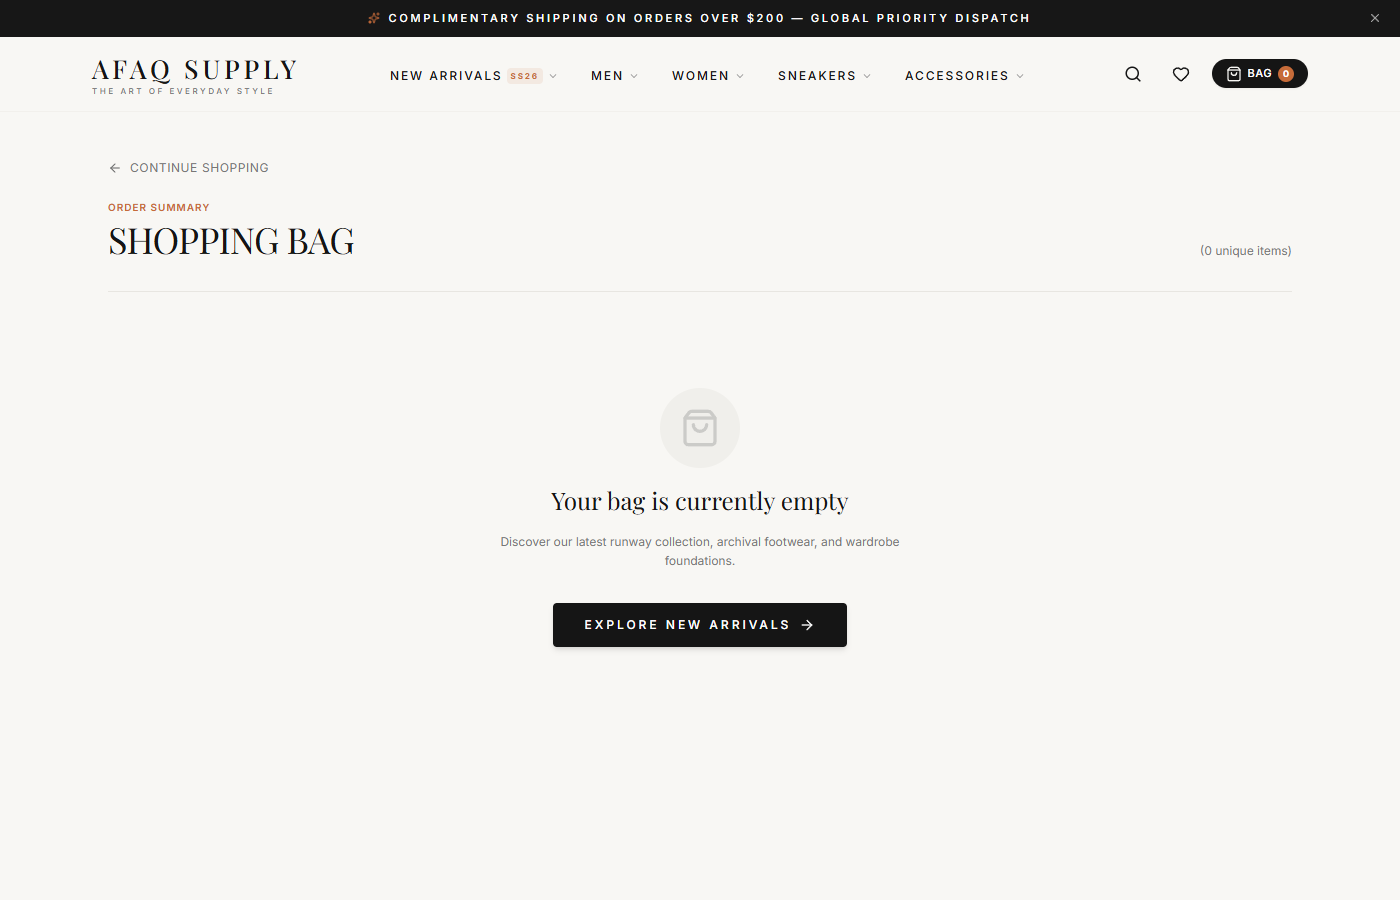 COMPLIMENTARY SHIPPING ON ORDERS OVER $200 — GLOBAL PRIORITY DISPATCH
AFAQ SUPPLY
THE ART OF EVERYDAY STYLE
NEW ARRIVALS SS26
MEN
WOMEN
SNEAKERS
ACCESSORIES
BAG 0
CONTINUE SHOPPING
ORDER SUMMARY
SHOPPING BAG
(0 unique items)
Your bag is currently empty
Discover our latest runway collection, archival footwear, and wardrobe
foundations.
EXPLORE NEW ARRIVALS